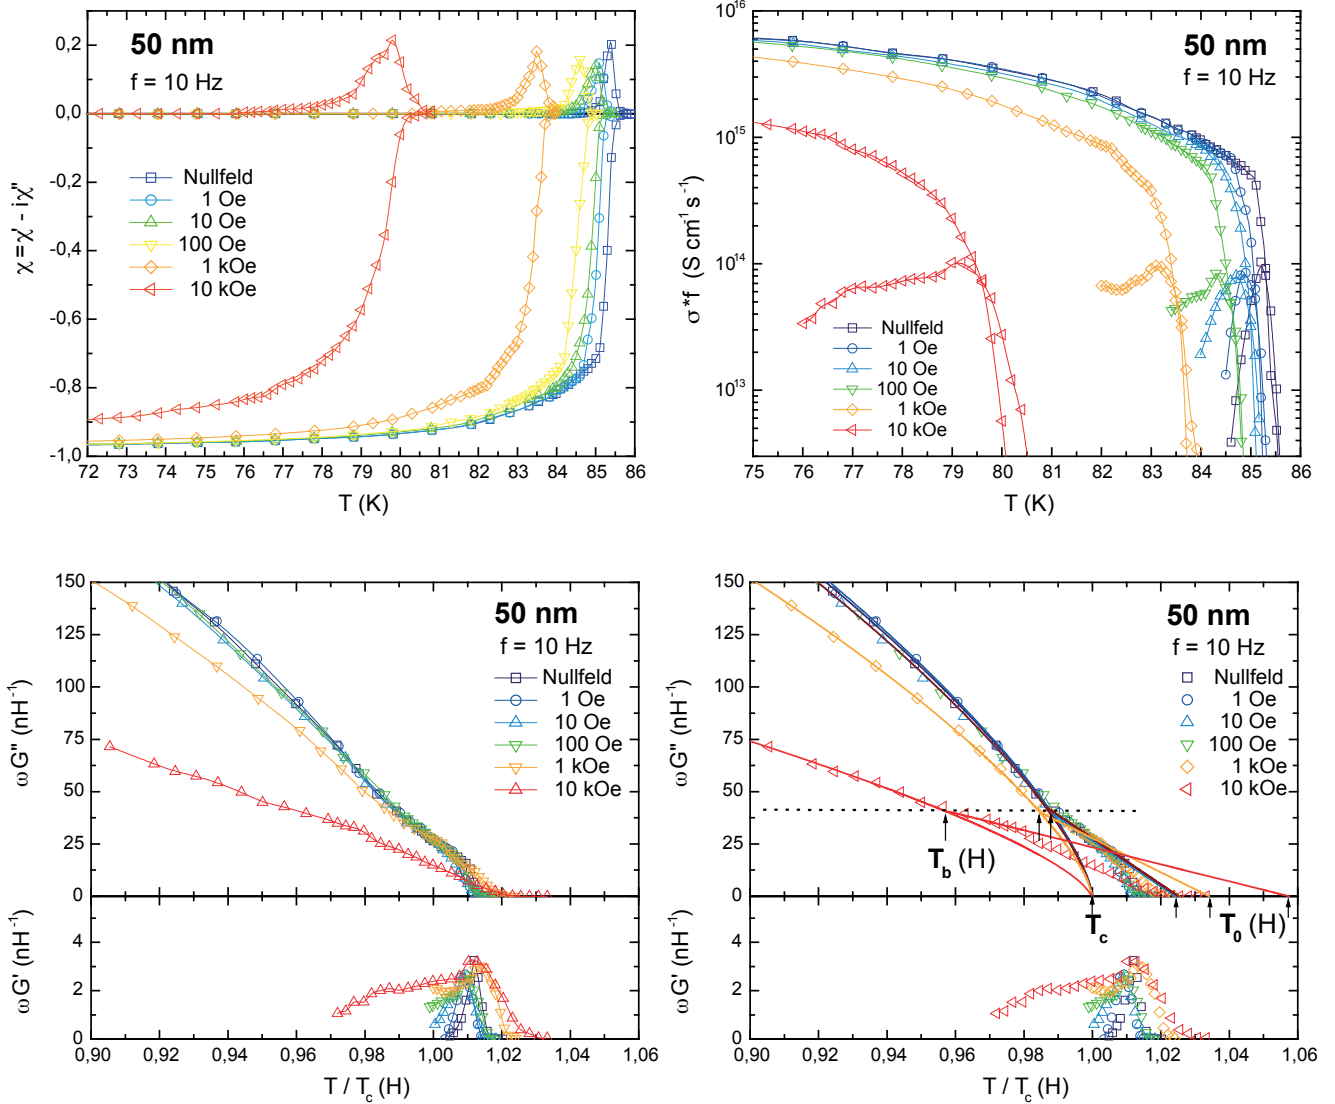 50 nm
f = 10 Hz
Nullfeld
1 Oe
10 Oe
100 Oe
1 kOe
10 kOe
0,2
0,0
-0,2
-0,4
-0,6
-0,8
-1,0
χ = χ' - iχ''
72 73 74 75 76 77 78 79 80 81 82 83 84 85 86
T (K)
50 nm
f = 10 Hz
Nullfeld
1 Oe
10 Oe
100 Oe
1 kOe
10 kOe
10¹⁶
10¹⁵
10¹⁴
10¹³
σ*f (S cm⁻¹ s⁻¹)
75 76 77 78 79 80 81 82 83 84 85 86
T (K)
50 nm
f = 10 Hz
Nullfeld
1 Oe
10 Oe
100 Oe
1 kOe
10 kOe
150
125
100
75
50
25
0
ωG'' (nH⁻¹)
4
2
0
ωG' (nH⁻¹)
0,90 0,92 0,94 0,96 0,98 1,00 1,02 1,04 1,06
T / T_c (H)
50 nm
f = 10 Hz
Nullfeld
1 Oe
10 Oe
100 Oe
1 kOe
10 kOe
150
125
100
75
50
25
0
ωG'' (nH⁻¹)
T_b (H)
T_c
T_0 (H)
4
2
0
ωG' (nH⁻¹)
0,90 0,92 0,94 0,96 0,98 1,00 1,02 1,04 1,06
T / T_c (H)